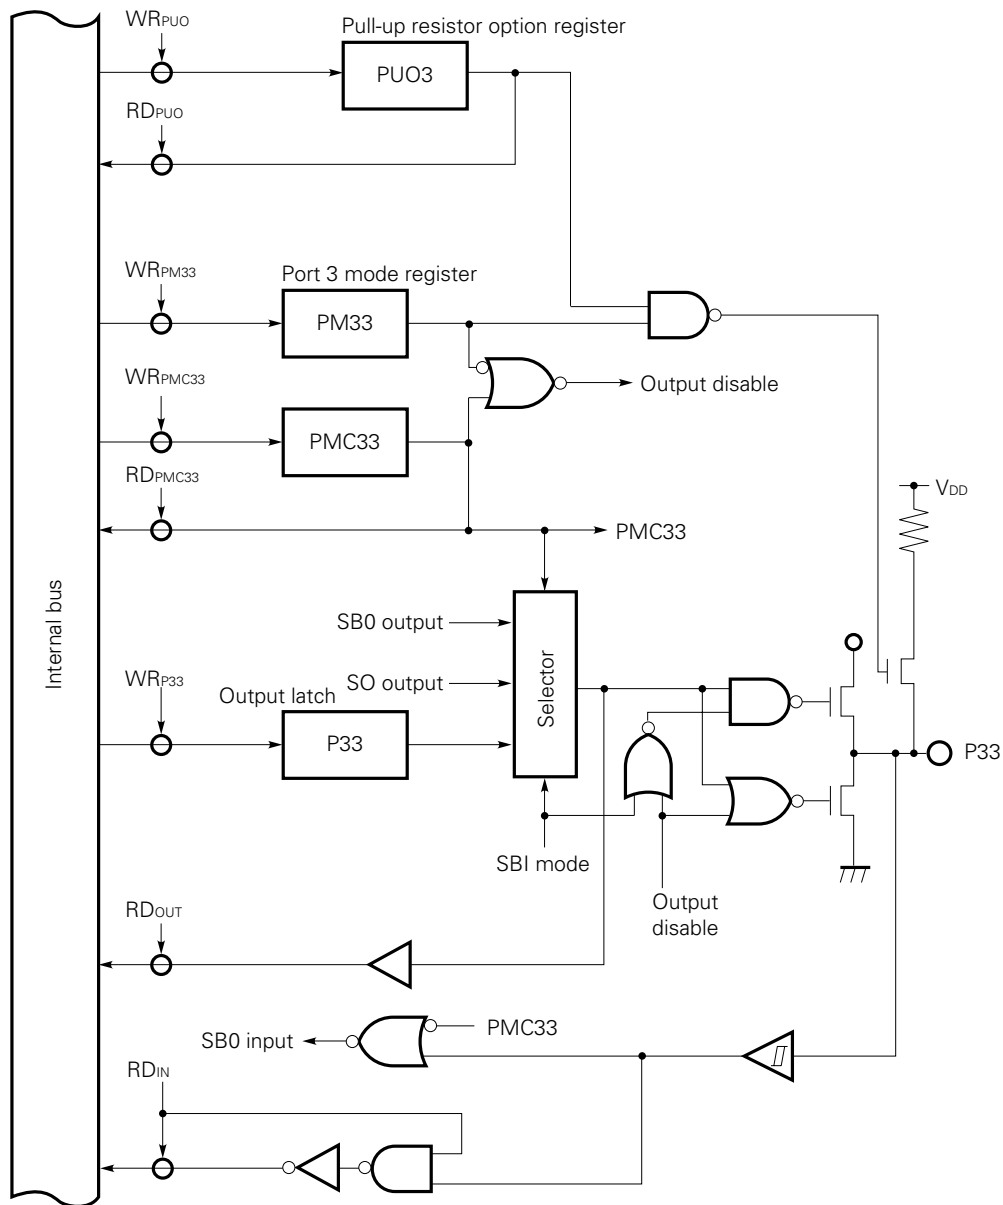 WRPUO
Pull-up resistor option register
PUO3
RDPUO
WRPM33
Port 3 mode register
PM33
WRPMC33
Output disable
PMC33
RDPMC33
VDD
PMC33
Internal bus
SB0 output
Selector
WRP33
SO output
Output latch
P33
P33
SBI mode
Output
disable
RDOUT
PMC33
SB0 input
RDIN